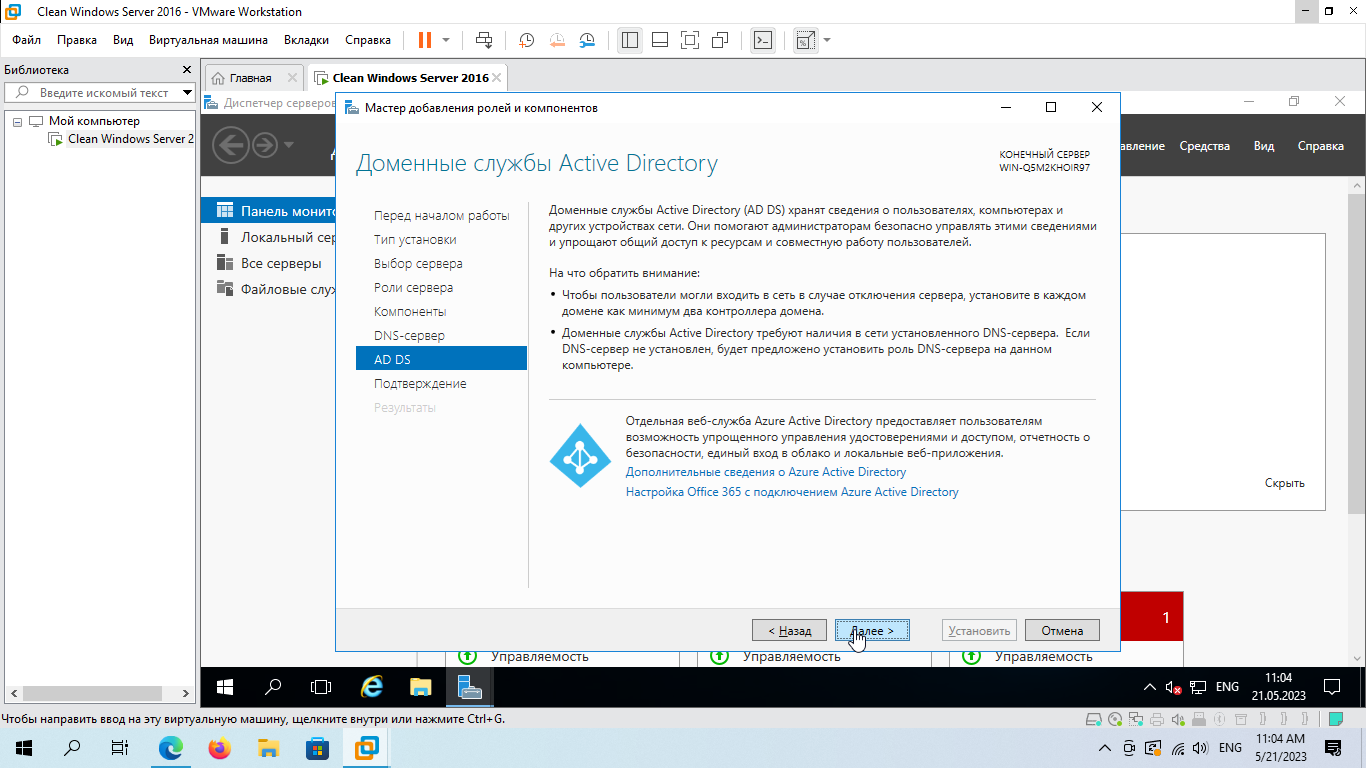 Clean Windows Server 2016 - VMware Workstation
Файл Правка Вид Виртуальная машина Вкладки Справка
Библиотека
Введите искомый текст
Мой компьютер
Clean Windows Server 2
Главная
Clean Windows Server 2016
Диспетчер серверов
авление Средства Вид Справка
Панель монито
Локальный сер
Все серверы
Файловые служ
Мастер добавления ролей и компонентов
Доменные службы Active Directory
КОНЕЧНЫЙ СЕРВЕР
WIN-Q5M2KHOIR97
Перед началом работы
Тип установки
Выбор сервера
Роли сервера
Компоненты
DNS-сервер
AD DS
Подтверждение
Результаты
Доменные службы Active Directory (AD DS) хранят сведения о пользователях, компьютерах и
других устройствах сети. Они помогают администраторам безопасно управлять этими сведениями
и упрощают общий доступ к ресурсам и совместную работу пользователей.
На что обратить внимание:
• Чтобы пользователи могли входить в сеть в случае отключения сервера, установите в каждом
домене как минимум два контроллера домена.
• Доменные службы Active Directory требуют наличия в сети установленного DNS-сервера. Если
DNS-сервер не установлен, будет предложено установить роль DNS-сервера на данном
компьютере.
Отдельная веб-служба Azure Active Directory предоставляет пользователям
возможность упрощенного управления удостоверениями и доступом, отчетность о
безопасности, единый вход в облако и локальные веб-приложения.
Дополнительные сведения о Azure Active Directory
Настройка Office 365 с подключением Azure Active Directory
Скрыть
1
< Назад Далее > Установить Отмена
Управляемость Управляемость Управляемость
ENG
11:04
21.05.2023
Чтобы направить ввод на эту виртуальную машину, щелкните внутри или нажмите Ctrl+G.
ENG
11:04 AM
5/21/2023